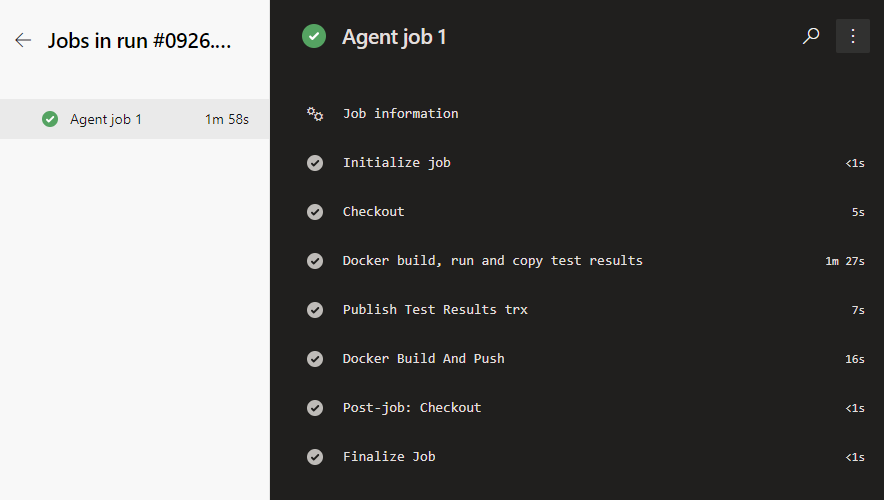 Jobs in run #0926....
Agent job 1 1m 58s
Agent job 1
Job information
Initialize job <1s
Checkout 5s
Docker build, run and copy test results 1m 27s
Publish Test Results trx 7s
Docker Build And Push 16s
Post-job: Checkout <1s
Finalize Job <1s